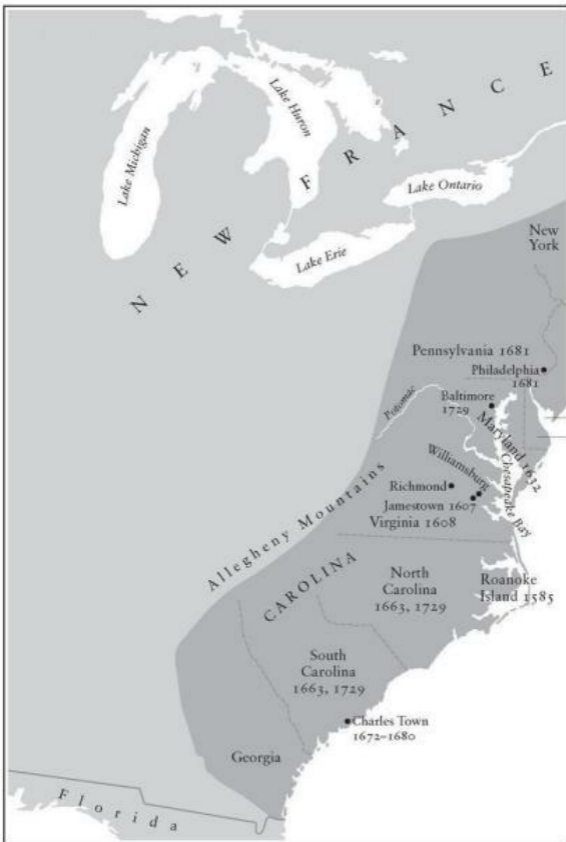 Lake Michigan
Lake Huron
NEW FRANCE
Lake Ontario
Lake Erie
New
York
Pennsylvania 1681
Philadelphia
1681
Baltimore
1729
Potomac
Maryland 1632
Chesapeake Bay
Williamsburg
Richmond
Jamestown 1607
Virginia 1608
Allegheny Mountains
CAROLINA
North
Carolina
1663, 1729
Roanoke
Island 1585
South
Carolina
1663, 1729
Charles Town
1672–1680
Georgia
Florida